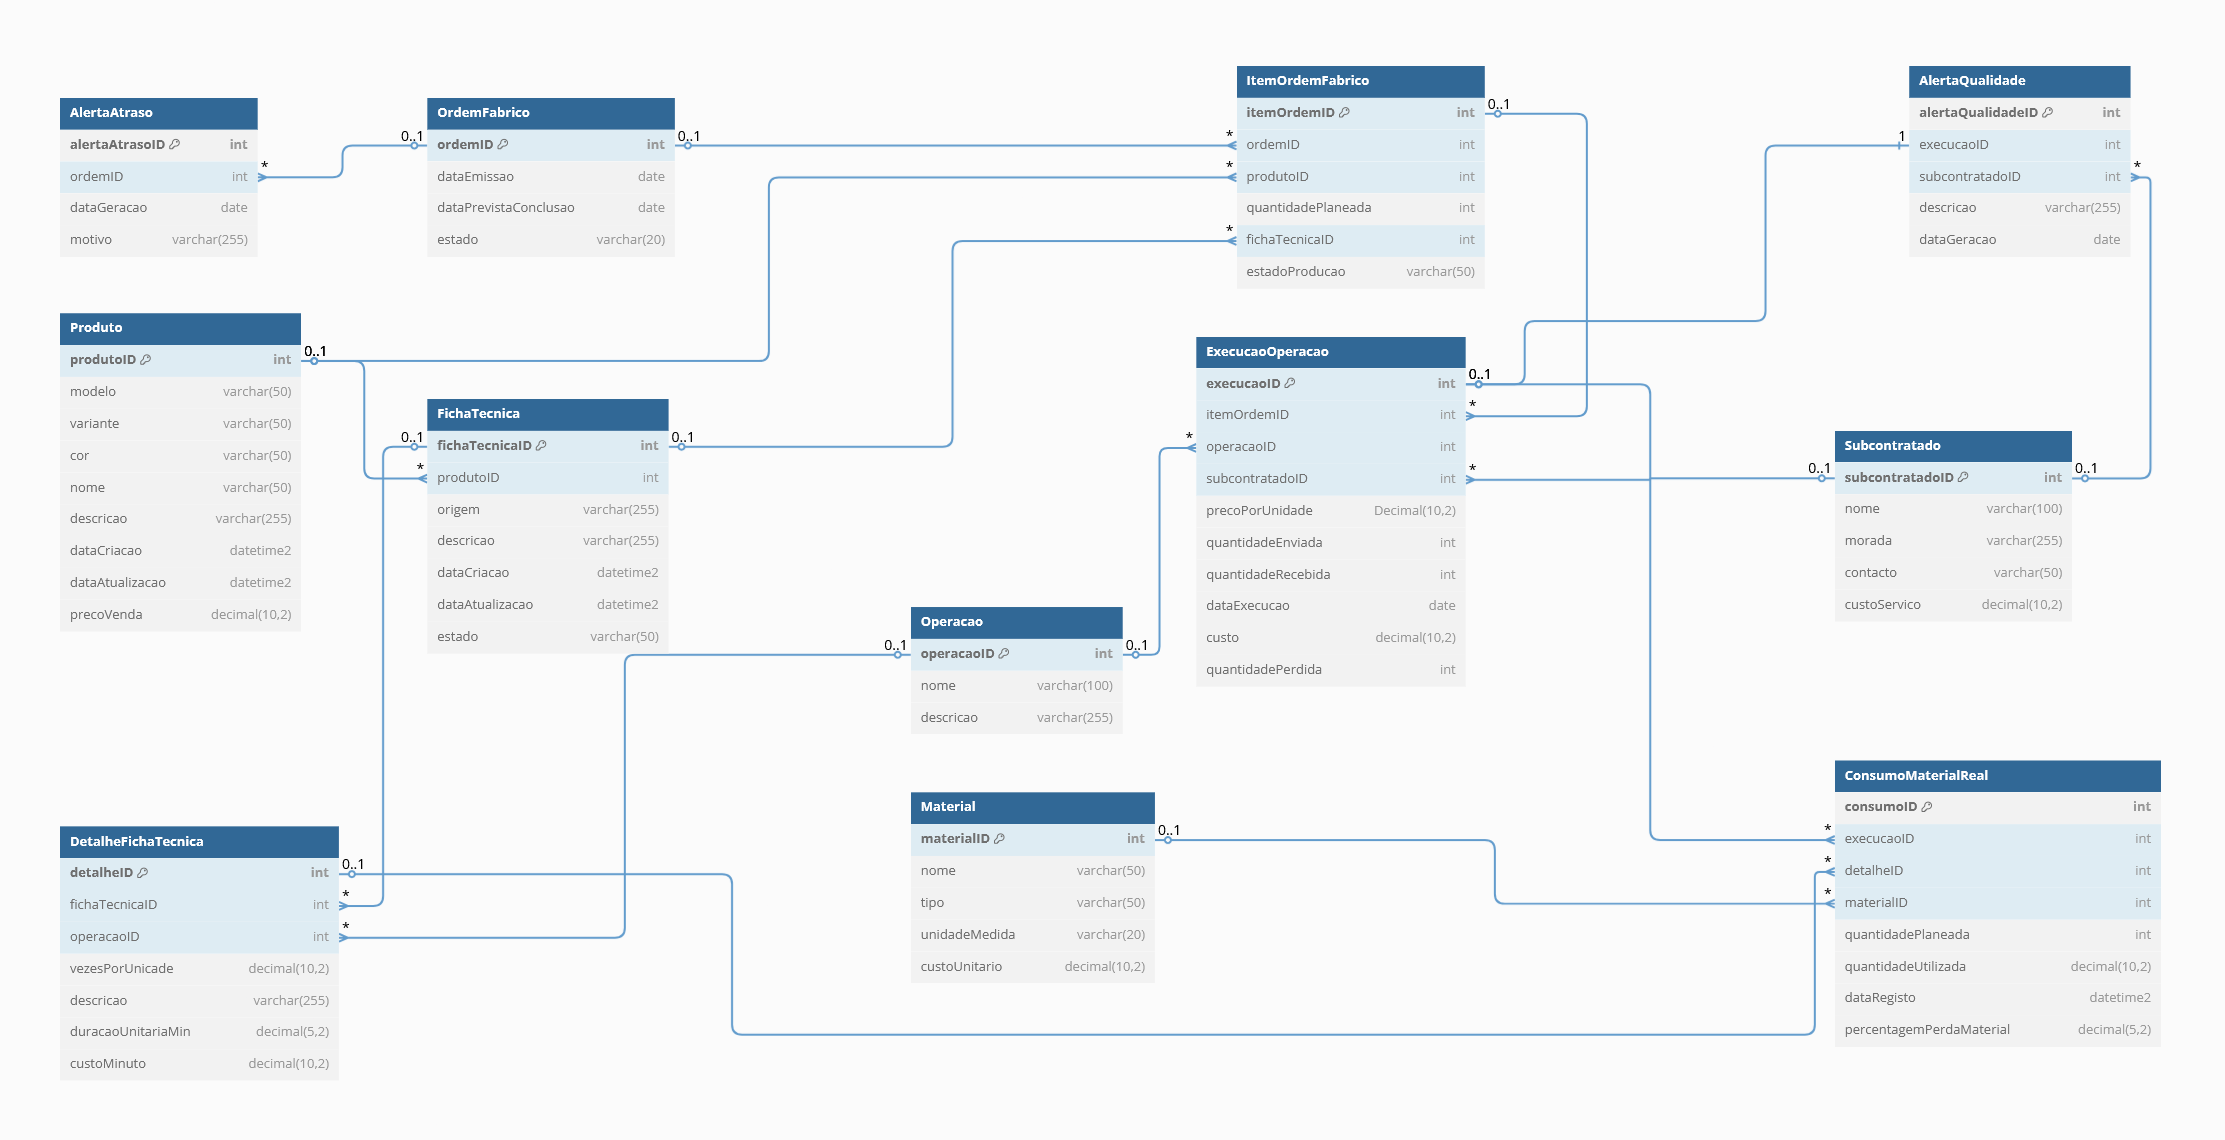 AlertaAtraso
alertaAtrasoID int
ordemID int
dataGeracao date
motivo varchar(255)
*
0..1
OrdemFabrico
ordemID int
dataEmissao date
dataPrevistaConclusao date
estado varchar(20)
0..1
*
*
*
ItemOrdemFabrico
itemOrdemID int
ordemID int
produtoID int
quantidadePlaneada int
fichaTecnicaID int
estadoProducao varchar(50)
0..1
1
AlertaQualidade
alertaQualidadeID int
execucaoID int
subcontratadoID int
descricao varchar(255)
dataGeracao date
*
Produto
produtoID int
modelo varchar(50)
variante varchar(50)
cor varchar(50)
nome varchar(50)
descricao varchar(255)
dataCriacao datetime2
dataAtualizacao datetime2
precoVenda decimal(10,2)
0..1
0..1
*
FichaTecnica
fichaTecnicaID int
produtoID int
origem varchar(255)
descricao varchar(255)
dataCriacao datetime2
dataAtualizacao datetime2
estado varchar(50)
0..1
*
ExecucaoOperacao
execucaoID int
itemOrdemID int
operacaoID int
subcontratadoID int
precoPorUnidade Decimal(10,2)
quantidadeEnviada int
quantidadeRecebida int
dataExecucao date
custo decimal(10,2)
quantidadePerdida int
0..1
*
*
0..1
Subcontratado
subcontratadoID int
nome varchar(100)
morada varchar(255)
contacto varchar(50)
custoServico decimal(10,2)
0..1
0..1
Operacao
operacaoID int
nome varchar(100)
descricao varchar(255)
0..1
DetalheFichaTecnica
detalheID int
fichaTecnicaID int
operacaoID int
vezesPorUnicade decimal(10,2)
descricao varchar(255)
duracaoUnitariaMin decimal(5,2)
custoMinuto decimal(10,2)
0..1
*
*
Material
materialID int
nome varchar(50)
tipo varchar(50)
unidadeMedida varchar(20)
custoUnitario decimal(10,2)
0..1
*
*
*
ConsumoMaterialReal
consumoID int
execucaoID int
detalheID int
materialID int
quantidadePlaneada int
quantidadeUtilizada decimal(10,2)
dataRegisto datetime2
percentagemPerdaMaterial decimal(5,2)